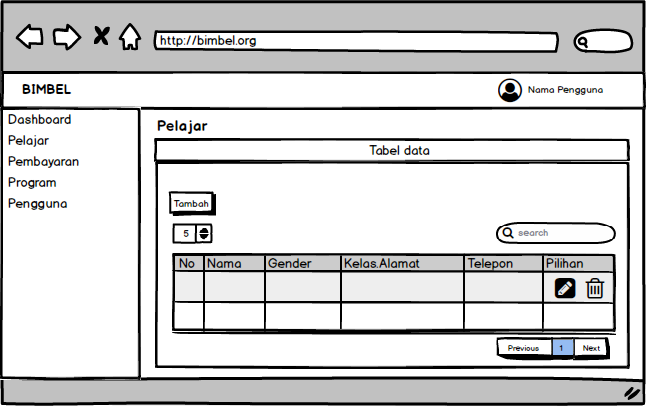 http://bimbel.org
BIMBEL
Nama Pengguna
Dashboard
Pelajar
Pembayaran
Program
Pengguna
Pelajar
Tabel data
Tambah
5
search
No Nama Gender Kelas.Alamat Telepon Pilihan
Previous 1 Next